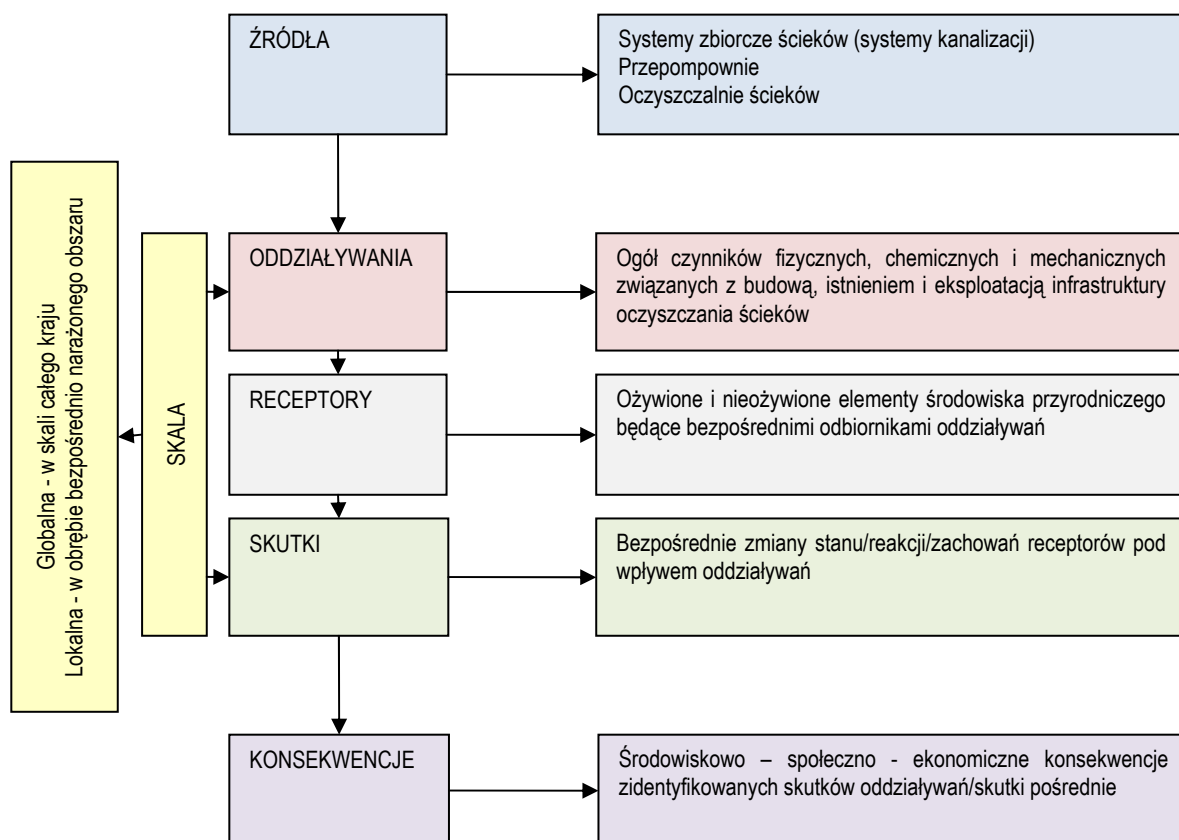 ŹRÓDŁA
Systemy zbiorcze ścieków (systemy kanalizacji)
Przepompownie
Oczyszczalnie ścieków
Globalna - w skali całego kraju
Lokalna - w obrębie bezpośrednio narażonego obszaru
SKALA
ODDZIAŁYWANIA
Ogół czynników fizycznych, chemicznych i mechanicznych
związanych z budową, istnieniem i eksploatacją infrastruktury
oczyszczania ścieków
RECEPTORY
Ożywione i nieożywione elementy środowiska przyrodniczego
będące bezpośrednimi odbiornikami oddziaływań
SKUTKI
Bezpośrednie zmiany stanu/reakcji/zachowań receptorów pod
wpływem oddziaływań
KONSEKWENCJE
Środowiskowo – społeczno - ekonomiczne konsekwencje
zidentyfikowanych skutków oddziaływań/skutki pośrednie